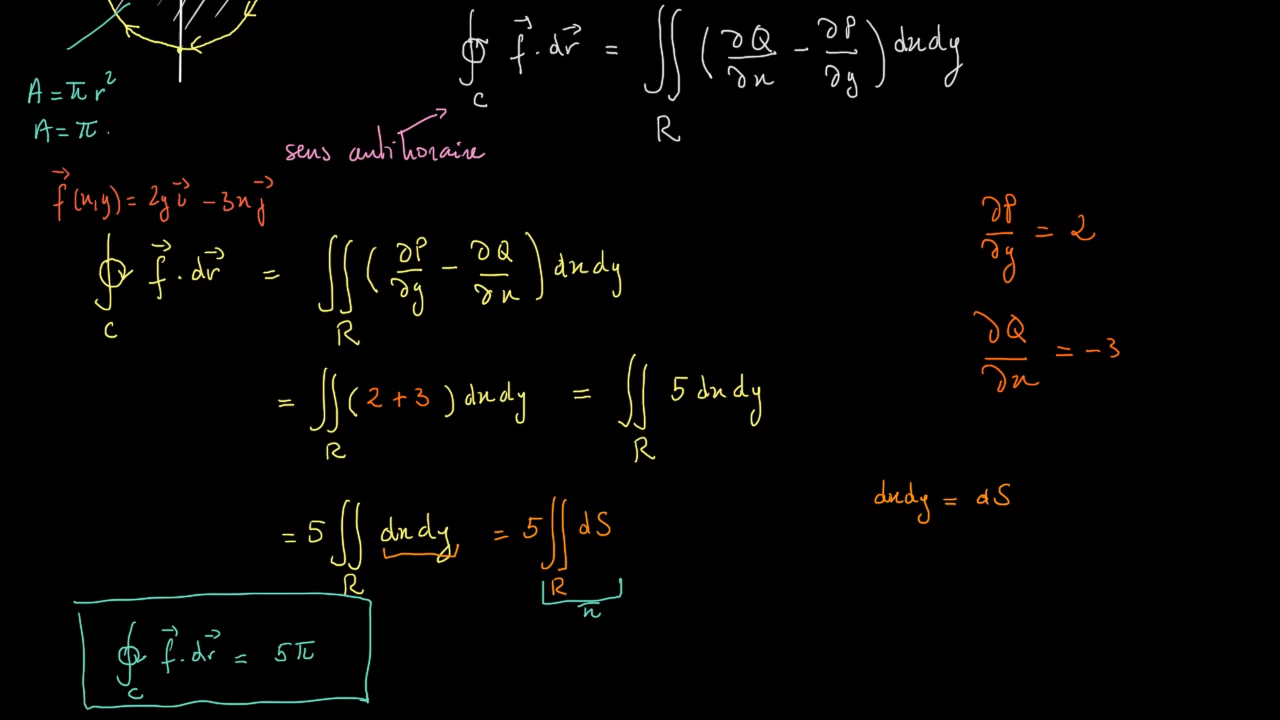 ∮_C f⃗ · dr⃗ = ∬_R (∂Q/∂x − ∂P/∂y) dx dy
A = π r²
A = π.
sens antihoraire
f⃗(x,y) = 2y i⃗ − 3x j⃗
∂P/∂y = 2
∮_C f⃗ · dr⃗ = ∬_R (∂P/∂y − ∂Q/∂x) dx dy
∂Q/∂x = −3
= ∬_R (2 + 3) dx dy = ∬_R 5 dx dy
dx dy = dS
= 5 ∬_R dx dy = 5 ∬_R dS
π
∮_C f⃗ · dr⃗ = 5π